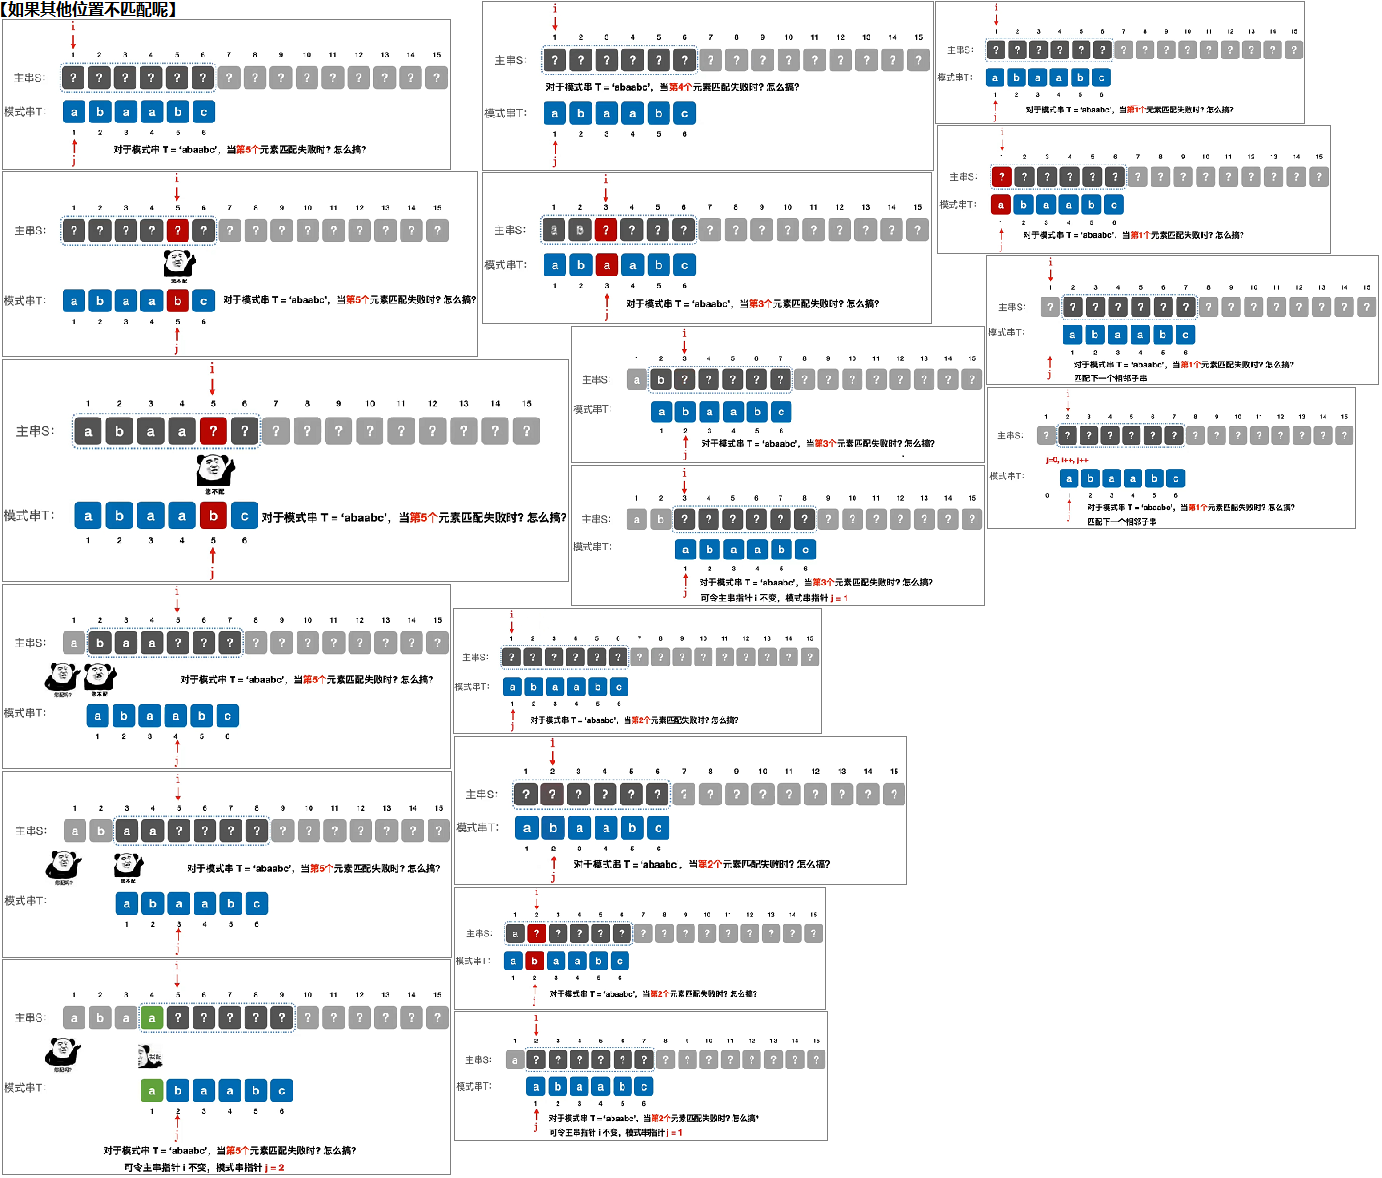 【如果其他位置不匹配呢】
i
1 2 3 4 5 6 7 8 9 10 11 12 13 14 15
主串S: ? ? ? ? ? ? ? ? ? ? ? ? ? ? ?
模式串T: a b a a b c
1 2 3 4 5 6
j
对于模式串 T = ‘abaabc’，当第5个元素匹配失败时？怎么搞？
i
1 2 3 4 5 6 7 8 9 10 11 12 13 14 15
主串S: ? ? ? ? ? ? ? ? ? ? ? ? ? ? ?
模式串T: a b a a b c
对于模式串 T = ‘abaabc’，当第5个元素匹配失败时？怎么搞？
1 2 3 4 5 6
j
i
1 2 3 4 5 6 7 8 9 10 11 12 13 14 15
主串S: a b a a ? ? ? ? ? ? ? ? ? ? ?
您不配
模式串T: a b a a b c
对于模式串 T = ‘abaabc’，当第5个元素匹配失败时？怎么搞？
1 2 3 4 5 6
j
i
1 2 3 4 5 6 7 8 9 10 11 12 13 14 15
主串S: a b a a ? ? ? ? ? ? ? ? ? ? ?
对于模式串 T = ‘abaabc’，当第5个元素匹配失败时？怎么搞？
模式串T: a b a a b c
1 2 3 4 5 6
j
i
1 2 3 4 5 6 7 8 9 10 11 12 13 14 15
主串S: a b a a ? ? ? ? ? ? ? ? ? ? ?
对于模式串 T = ‘abaabc’，当第5个元素匹配失败时？怎么搞？
模式串T: a b a a b c
1 2 3 4 5 6
j
i
1 2 3 4 5 6 7 8 9 10 11 12 13 14 15
主串S: a b a a ? ? ? ? ? ? ? ? ? ? ?
模式串T: a b a a b c
1 2 3 4 5 6
j
对于模式串 T = ‘abaabc’，当第5个元素匹配失败时？怎么搞？
可令主串指针 i 不变，模式串指针 j = 2
i
1 2 3 4 5 6 7 8 9 10 11 12 13 14 15
主串S: ? ? ? ? ? ? ? ? ? ? ? ? ? ? ?
对于模式串 T = ‘abaabc’，当第4个元素匹配失败时？怎么搞？
模式串T: a b a a b c
1 2 3 4 5 6
j
i
1 2 3 4 5 6 7 8 9 10 11 12 13 14 15
主串S: a b ? ? ? ? ? ? ? ? ? ? ? ? ?
模式串T: a b a a b c
1 2 3 4 5 6
对于模式串 T = ‘abaabc’，当第3个元素匹配失败时？怎么搞？
j
i
2 3 4 5 6 7 8 9 10 11 12 13 14 15
主串S a b ? ? ? ? ? ? ? ? ? ? ? ? ?
模式串T: a b a a b c
1 2 3 4 5 6
对于模式串 T = ‘abaabc’，当第3个元素匹配失败时？怎么搞？
j
i
1 2 3 4 5 6 7 8 9 10 11 12 13 14 15
主串S: a b ? ? ? ? ? ? ? ? ? ? ? ? ?
模式串T: a b a a b c
1 2 3 4 5 6
对于模式串 T = ‘abaabc’，当第3个元素匹配失败时？怎么搞？
j
可令主串指针 i 不变，模式串指针 j = 1
i
1 2 3 4 5 6 7 8 9 10 11 12 13 14 15
主串S: ? ? ? ? ? ? ? ? ? ? ? ? ? ? ?
模式串T: a b a a b c
1 2 3 4 5 6
对于模式串 T = ‘abaabc’，当第2个元素匹配失败时？怎么搞？
j
i
1 2 3 4 5 6 7 8 9 10 11 12 13 14 15
主串S: ? ? ? ? ? ? ? ? ? ? ? ? ? ? ?
模式串T: a b a a b c
1 2 3 4 5 6
对于模式串 T = ‘abaabc，当第2个元素匹配失败时？怎么搞？
j
i
1 2 3 4 5 6 7 8 9 10 11 12 13 14 15
主串S: a ? ? ? ? ? ? ? ? ? ? ? ? ? ?
模式串T: a b a a b c
1 2 3 4 5 6
对于模式串 T = ‘abaabc’，当第2个元素匹配失败时？怎么搞？
i
1 2 3 4 5 6 7 8 9 10 11 12 13 14 15
主串S: a ? ? ? ? ? ? ? ? ? ? ? ? ? ?
模式串T: a b a a b c
1 2 3 4 5 6
对于模式串 T = ‘abaabc’，当第2个元素匹配失败时？怎么搞
j
可令主串指针 i 不变，模式串指针 j = 1
i
1 2 3 4 5 6 7 8 9 10 11 12 13 14 15
主串S: ? ? ? ? ? ? ? ? ? ? ? ? ? ? ?
模式串T: a b a a b c
1 2 3 4 5 6
对于模式串 T = ‘abaabc’，当第1个元素匹配失败时？怎么搞？
j
i
1 2 3 4 5 6 7 8 9 10 11 12 13 14 15
主串S: ? ? ? ? ? ? ? ? ? ? ? ? ? ? ?
模式串T: a b a a b c
2 3 4 5 6
对于模式串 T = ‘abaabc’，当第1个元素匹配失败时？怎么搞？
j
i
1 2 3 4 5 6 7 8 9 10 11 12 13 14 15
主串S: ? ? ? ? ? ? ? ? ? ? ? ? ? ? ?
模式串T: a b a a b c
1 2 3 4 5 6
对于模式串 T = ‘abaabc’，当第1个元素匹配失败时？怎么搞？
j
匹配下一个相邻子串
i
1 2 3 4 5 6 7 8 9 10 11 12 13 14 15
主串S: ? ? ? ? ? ? ? ? ? ? ? ? ? ? ?
j=0, i++, j++
模式串T: a b a a b c
0 2 3 4 5 6
对于模式串 T = ‘abaabc’，当第1个元素匹配失败时？怎么搞？
匹配下一个相邻子串